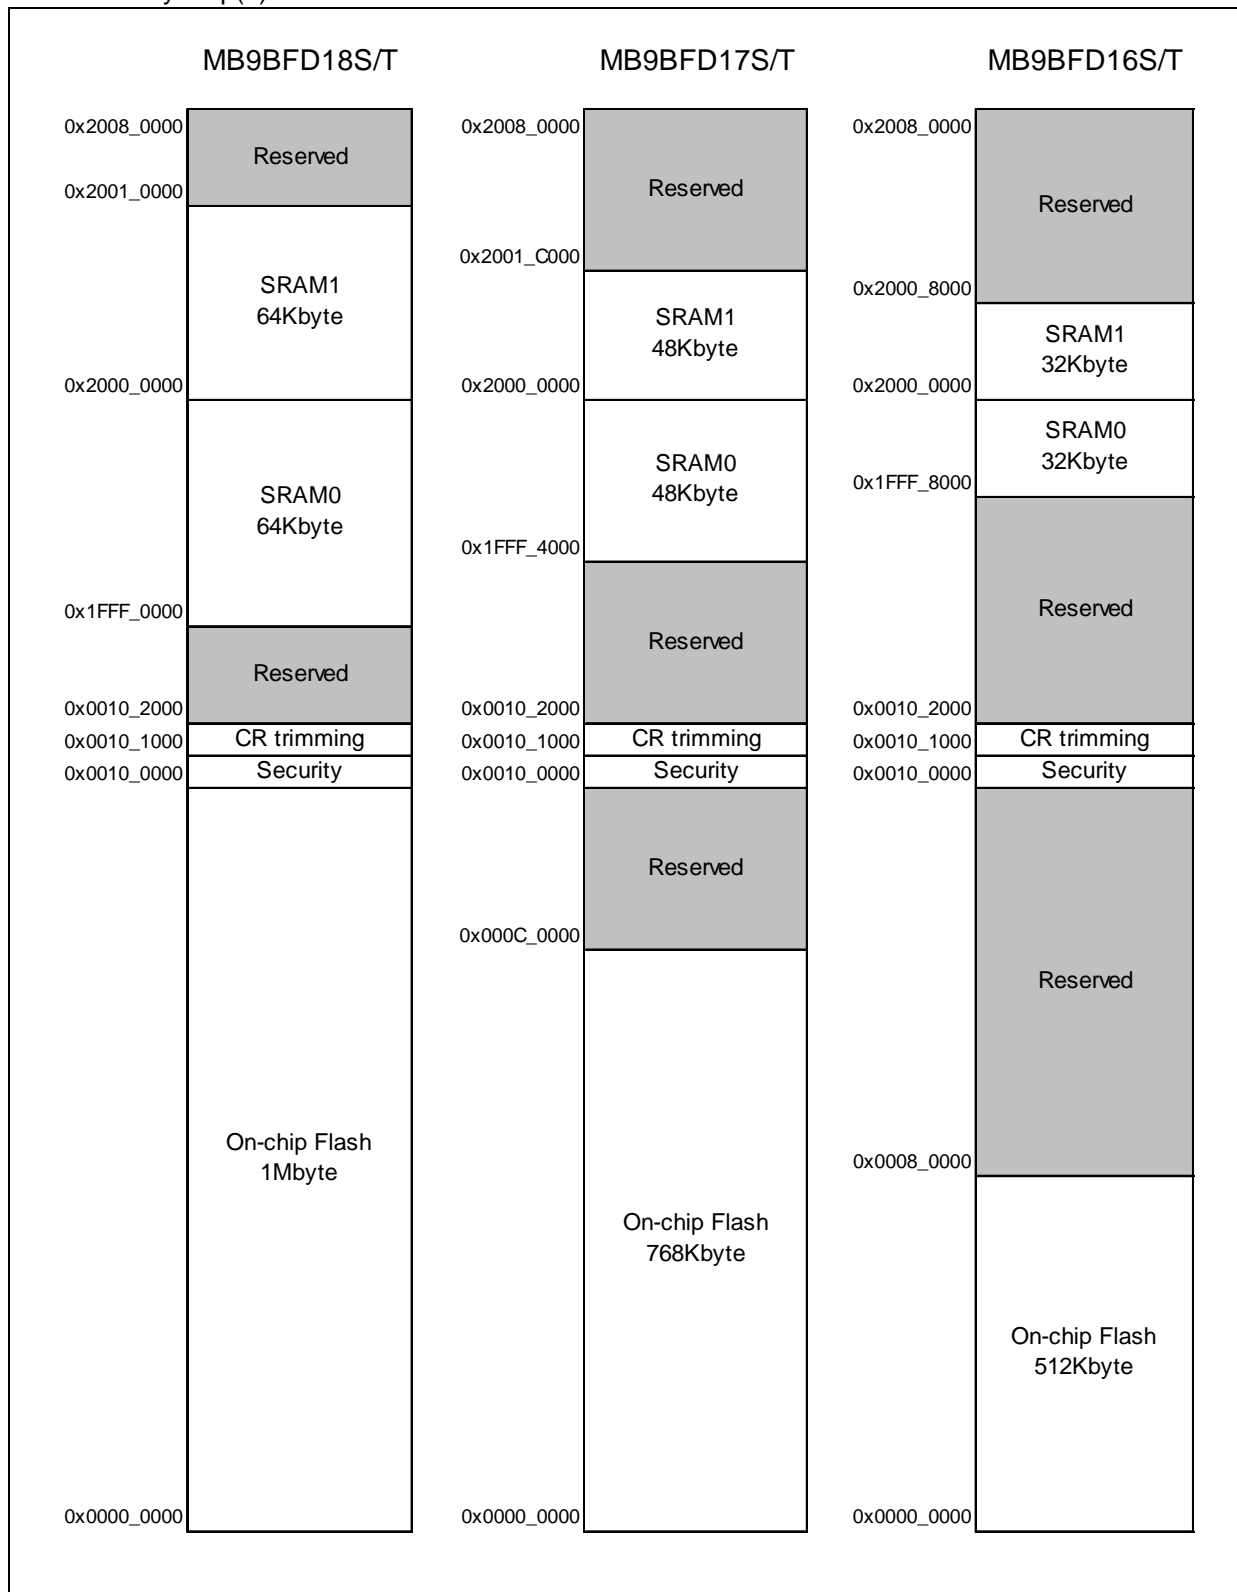 MB9BFD18S/T
0x2008_0000
Reserved
0x2001_0000
SRAM1
64Kbyte
0x2000_0000
SRAM0
64Kbyte
0x1FFF_0000
Reserved
0x0010_2000
CR trimming
0x0010_1000
Security
0x0010_0000
On-chip Flash
1Mbyte
0x0000_0000
MB9BFD17S/T
0x2008_0000
Reserved
0x2001_C000
SRAM1
48Kbyte
0x2000_0000
SRAM0
48Kbyte
0x1FFF_4000
Reserved
0x0010_2000
CR trimming
0x0010_1000
Security
0x0010_0000
Reserved
0x000C_0000
On-chip Flash
768Kbyte
0x0000_0000
MB9BFD16S/T
0x2008_0000
Reserved
0x2000_8000
SRAM1
32Kbyte
0x2000_0000
SRAM0
32Kbyte
0x1FFF_8000
Reserved
0x0010_2000
CR trimming
0x0010_1000
Security
0x0010_0000
Reserved
0x0008_0000
On-chip Flash
512Kbyte
0x0000_0000